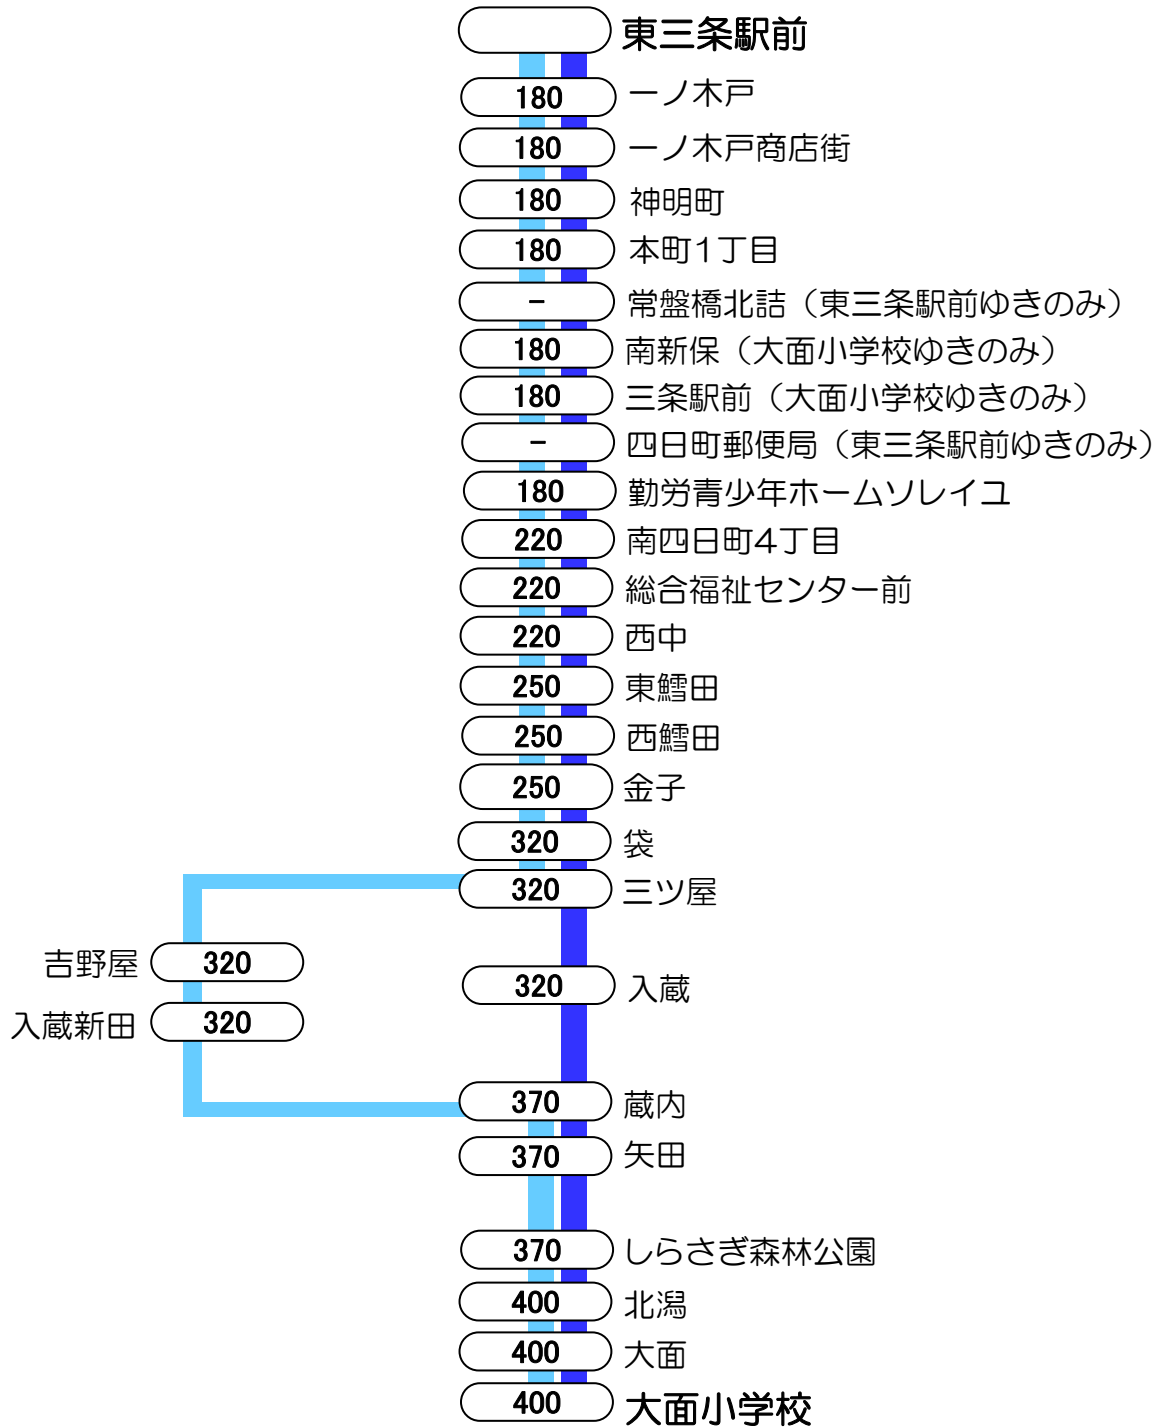 東三条駅前
180 一ノ木戸
180 一ノ木戸商店街
180 神明町
180 本町1丁目
- 常盤橋北詰（東三条駅前ゆきのみ）
180 南新保（大面小学校ゆきのみ）
180 三条駅前（大面小学校ゆきのみ）
- 四日町郵便局（東三条駅前ゆきのみ）
180 勤労青少年ホームソレイユ
220 南四日町4丁目
220 総合福祉センター前
220 西中
250 東鱈田
250 西鱈田
250 金子
320 袋
320 三ツ屋
吉野屋 320
320 入蔵
入蔵新田 320
370 蔵内
370 矢田
370 しらさぎ森林公園
400 北潟
400 大面
400 大面小学校